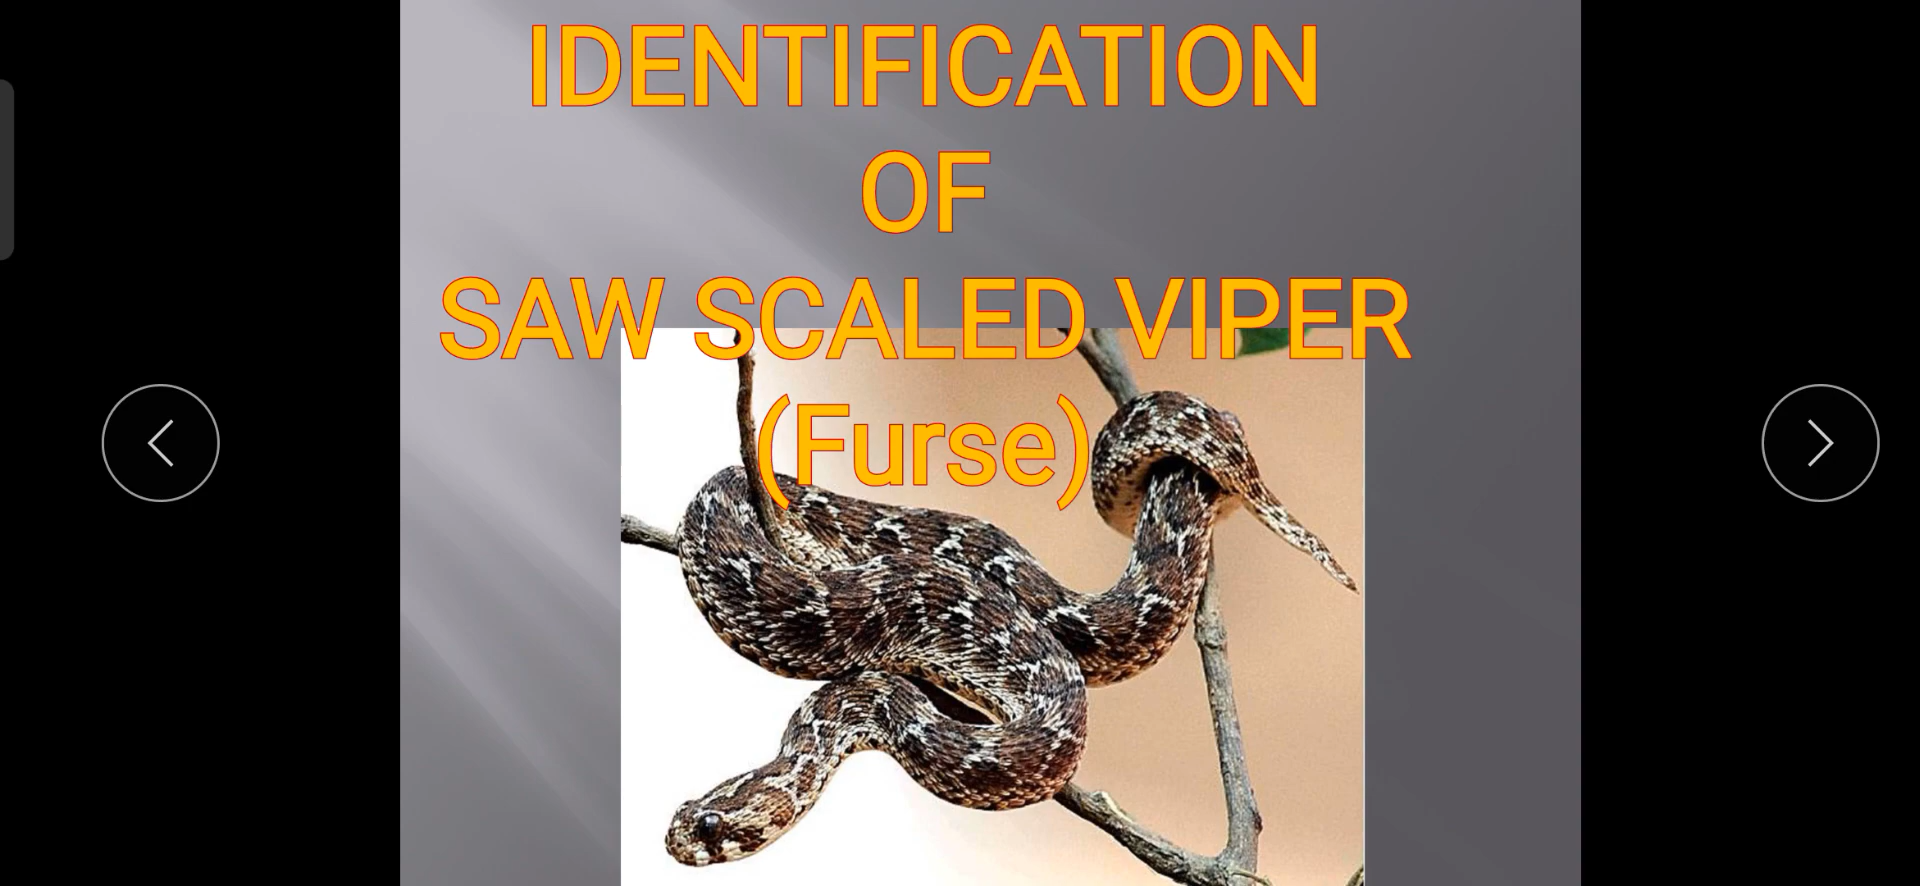 IDENTIFICATION
OF
SAW SCALED VIPER
(Furse)